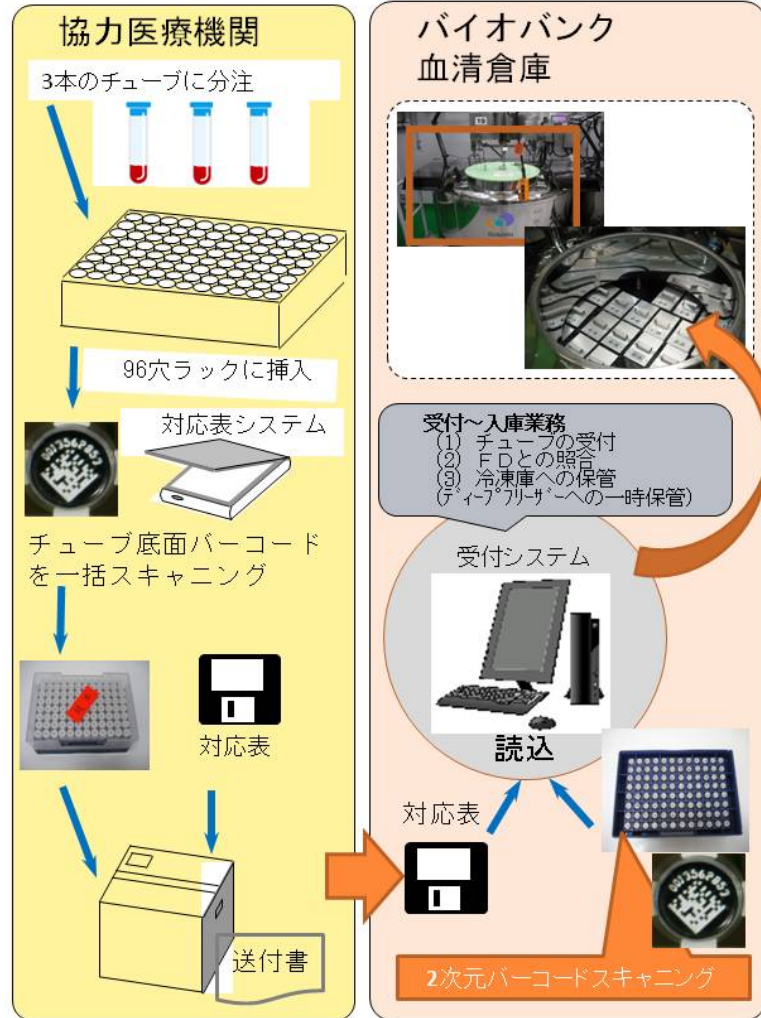 協力医療機関
3本のチューブに分注
96穴ラックに挿入
対応表システム
チューブ底面バーコード
を一括スキャニング
対応表
送付書
バイオバンク
血清倉庫
受付～入庫業務
(1) チューブの受付
(2) FDとの照合
(3) 冷凍庫への保管
(ディープフリーザーへの一時保管)
受付システム
読込
対応表
2次元バーコードスキャニング